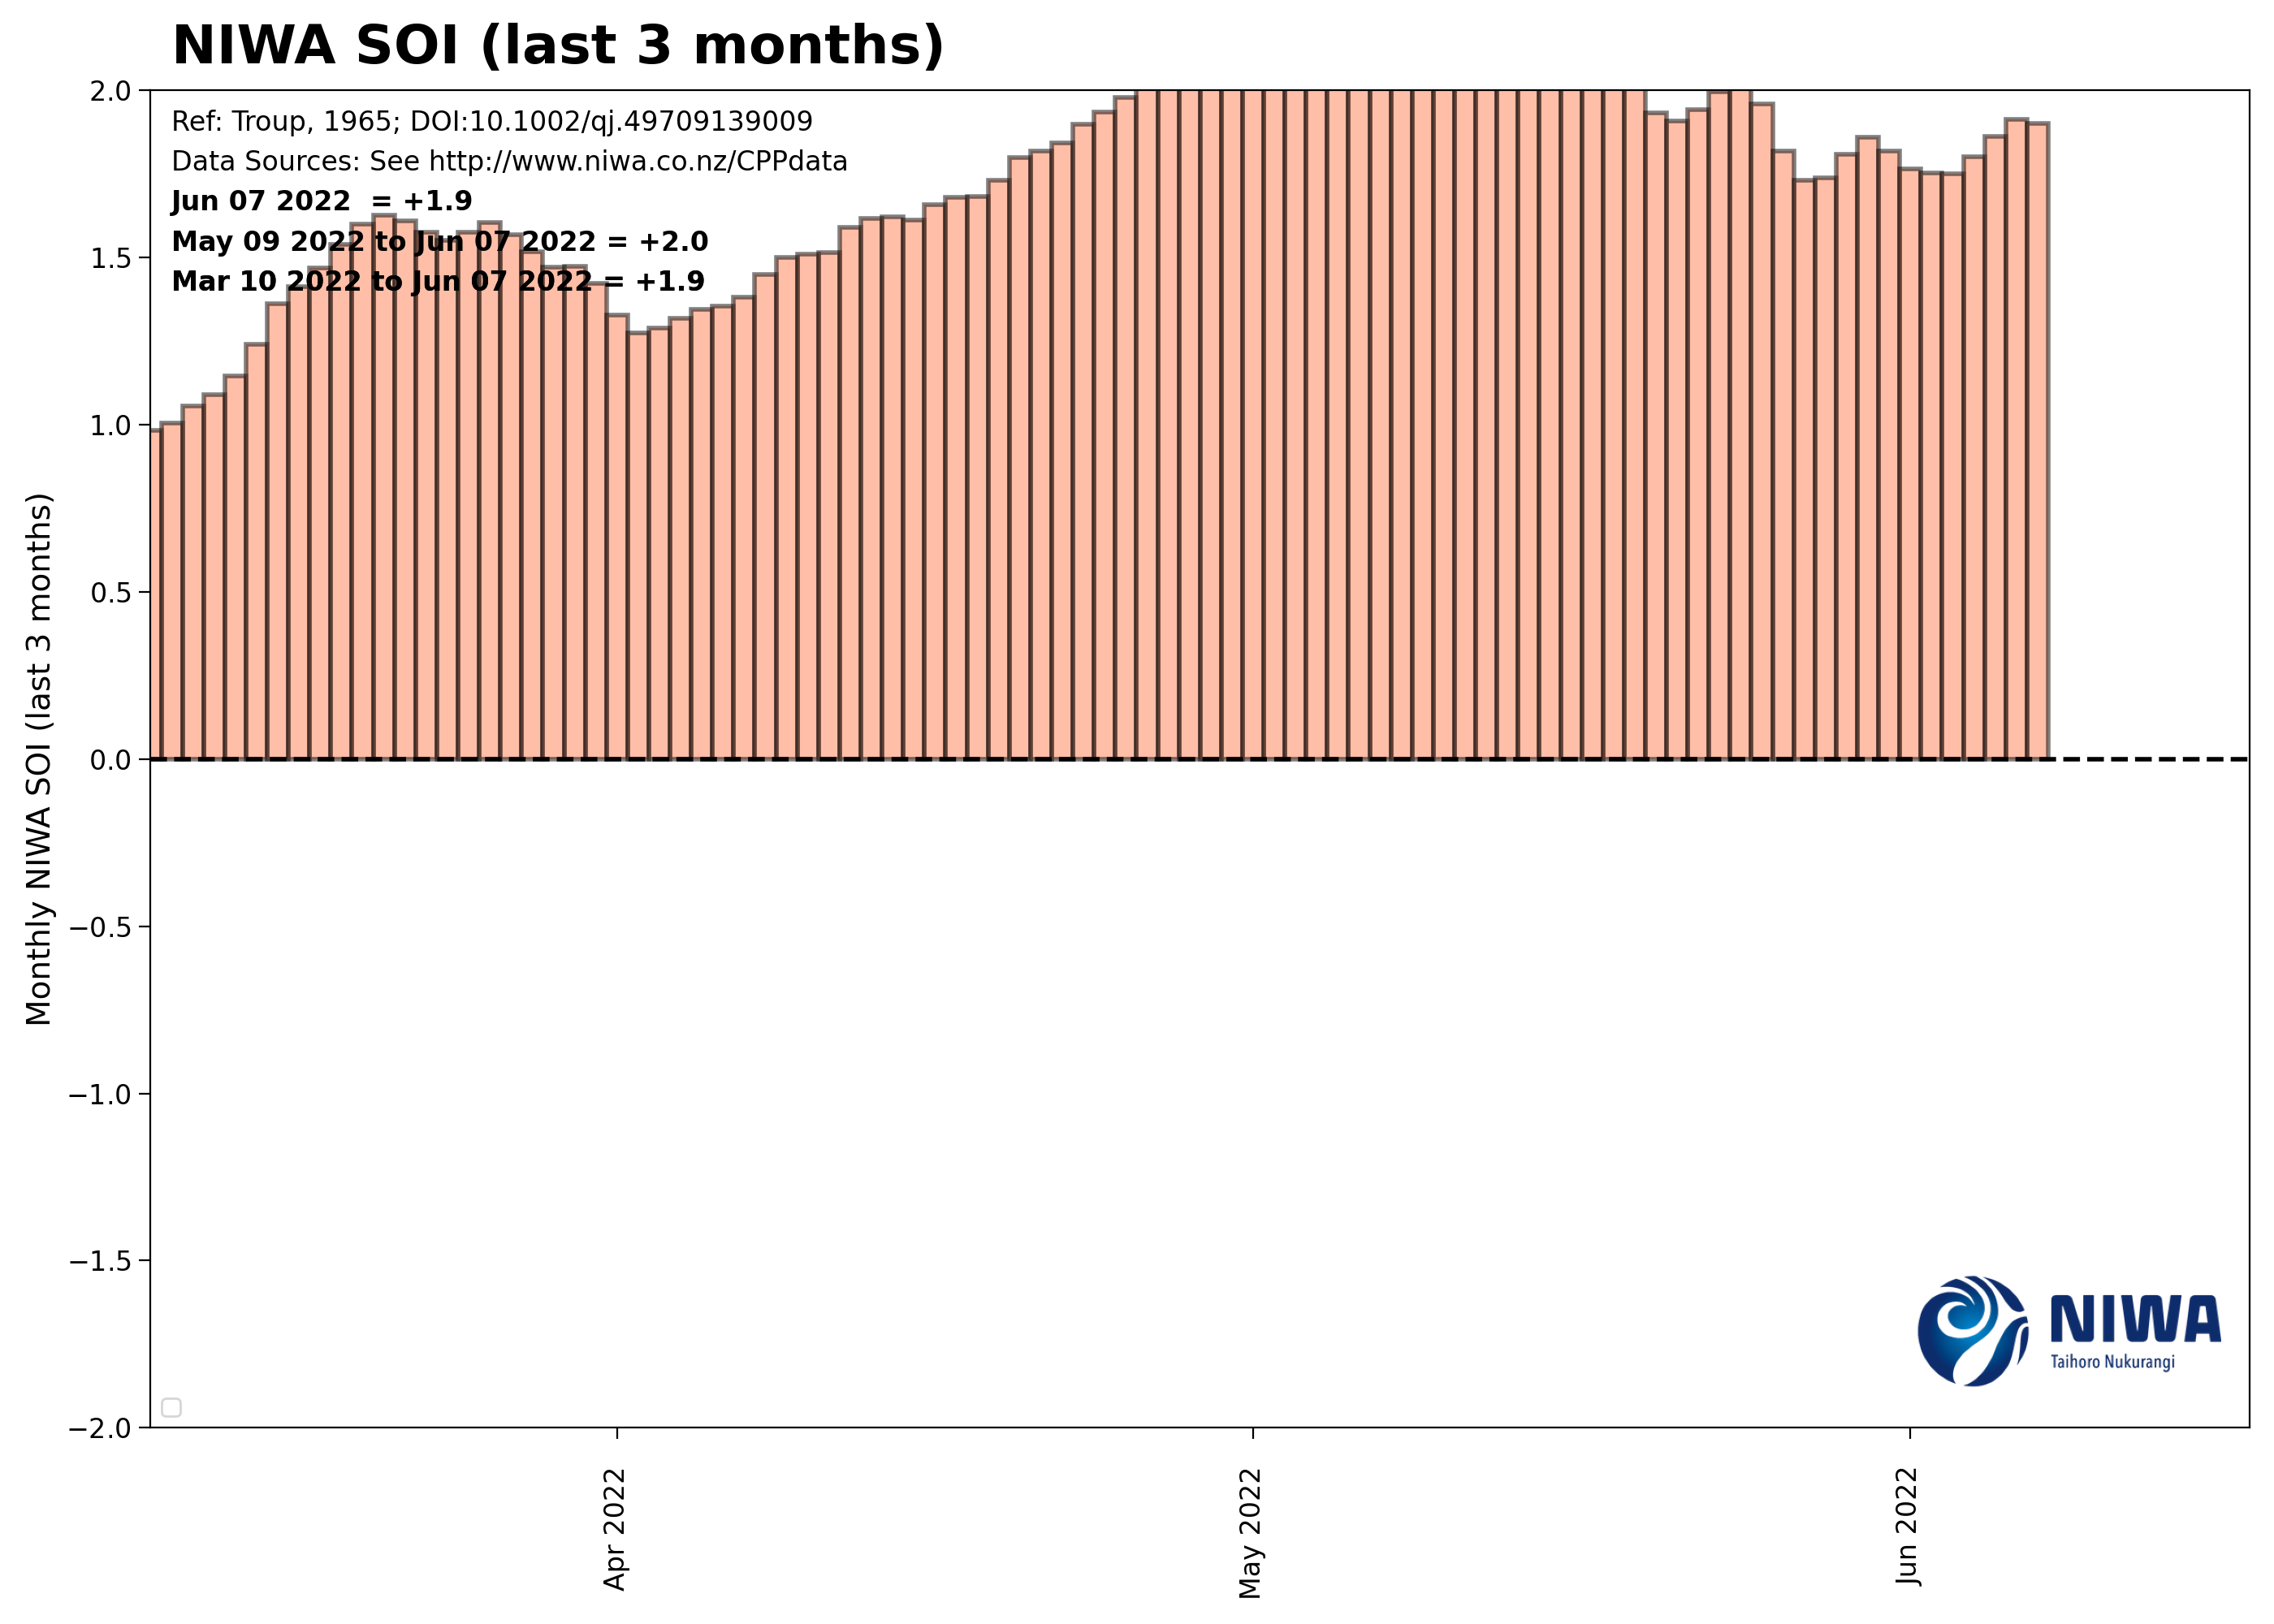 NIWA SOI (last 3 months)
Ref: Troup, 1965; DOI:10.1002/qj.49709139009
Data Sources: See http://www.niwa.co.nz/CPPdata
Jun 07 2022  = +1.9
May 09 2022 to Jun 07 2022 = +2.0
Mar 10 2022 to Jun 07 2022 = +1.9
Monthly NIWA SOI (last 3 months)
2.0
1.5
1.0
0.5
0.0
−0.5
−1.0
−1.5
−2.0
NIWA
Taihoro Nukurangi
Apr 2022
May 2022
Jun 2022